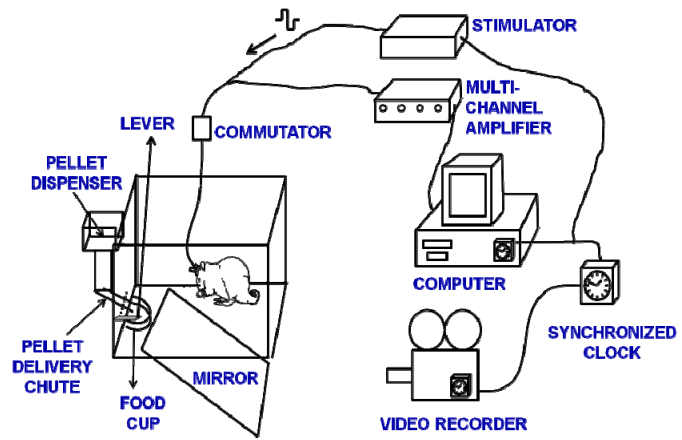 STIMULATOR
MULTI-
CHANNEL
AMPLIFIER
LEVER
COMMUTATOR
PELLET
DISPENSER
COMPUTER
SYNCHRONIZED
CLOCK
PELLET
DELIVERY
CHUTE
MIRROR
FOOD
CUP
VIDEO RECORDER